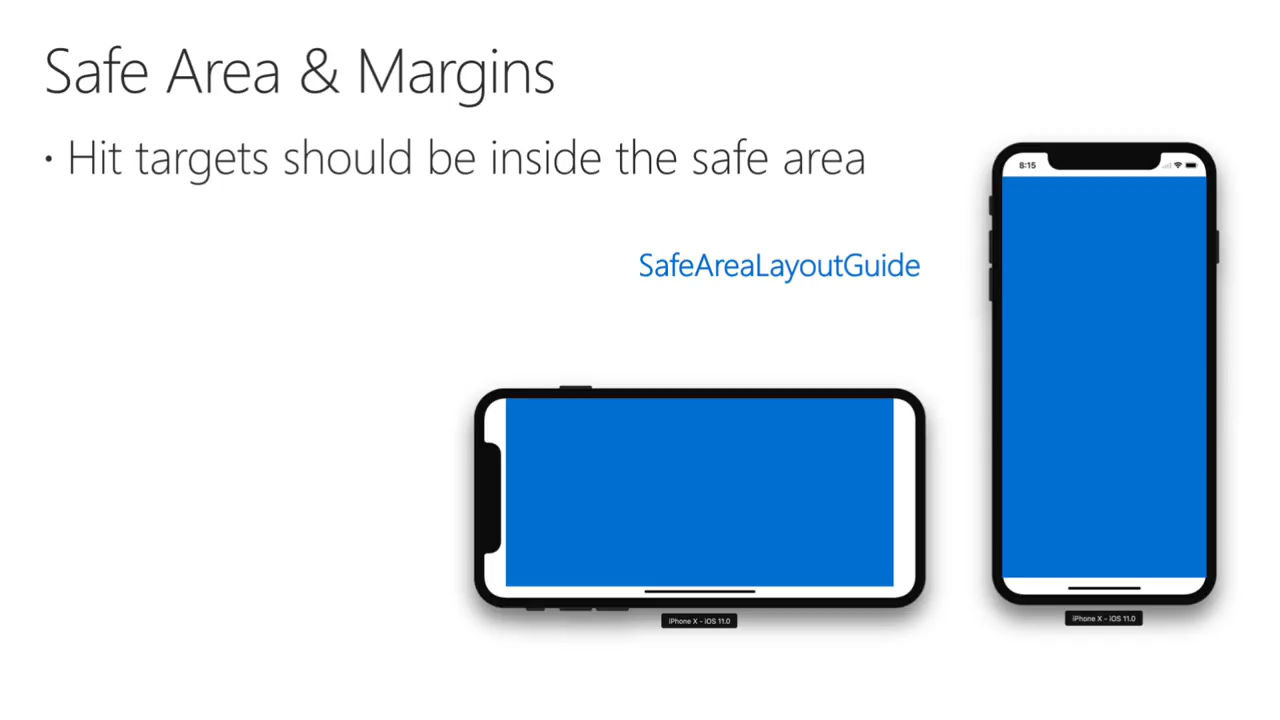 Safe Area & Margins
• Hit targets should be inside the safe area
SafeAreaLayoutGuide
8:15
iPhone X – iOS 11.0
iPhone X – iOS 11.0